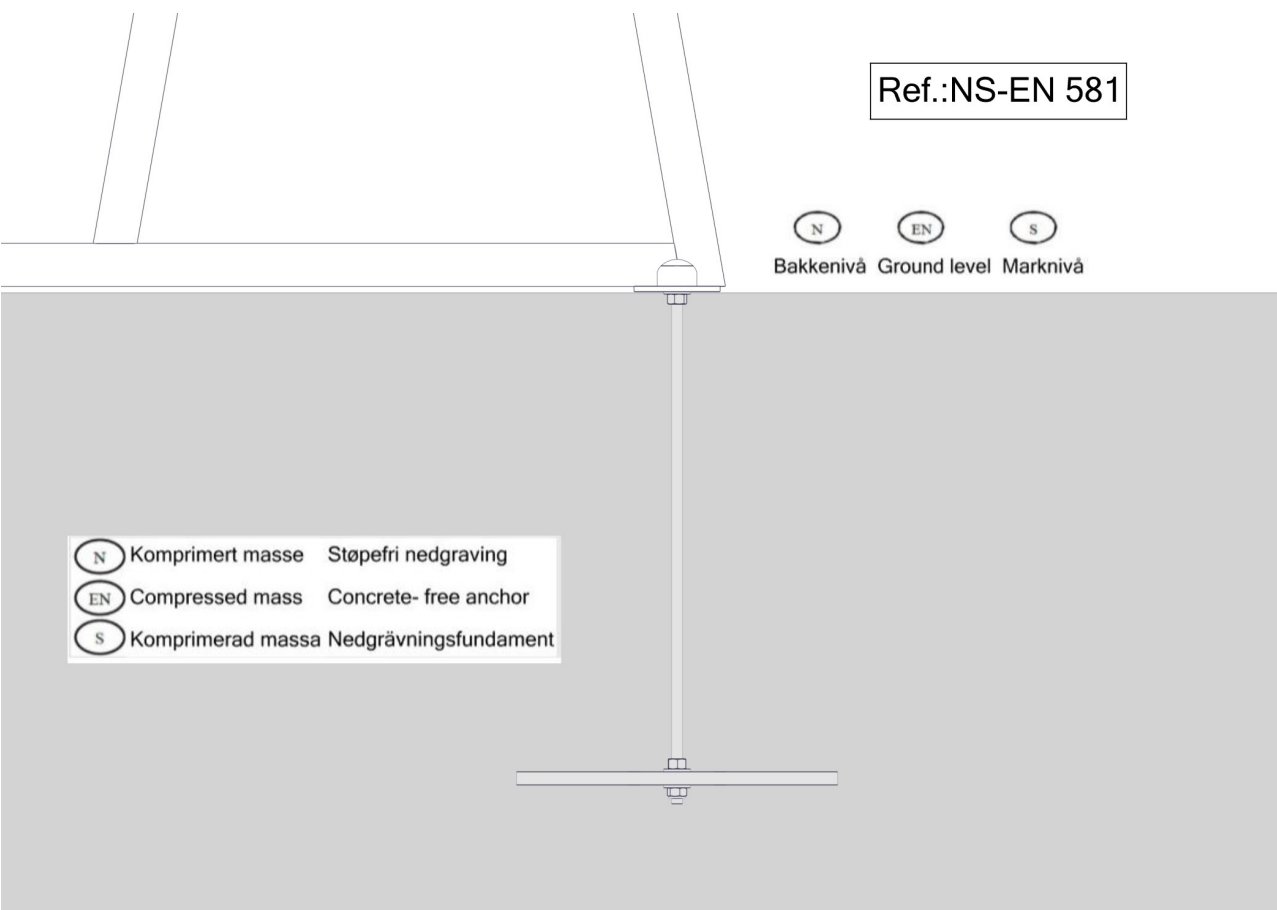 Ref.:NS-EN 581
N EN S
Bakkenivå Ground level Marknivå
N Komprimert masse Støpefri nedgraving
EN Compressed mass Concrete- free anchor
S Komprimerad massa Nedgrävningsfundament